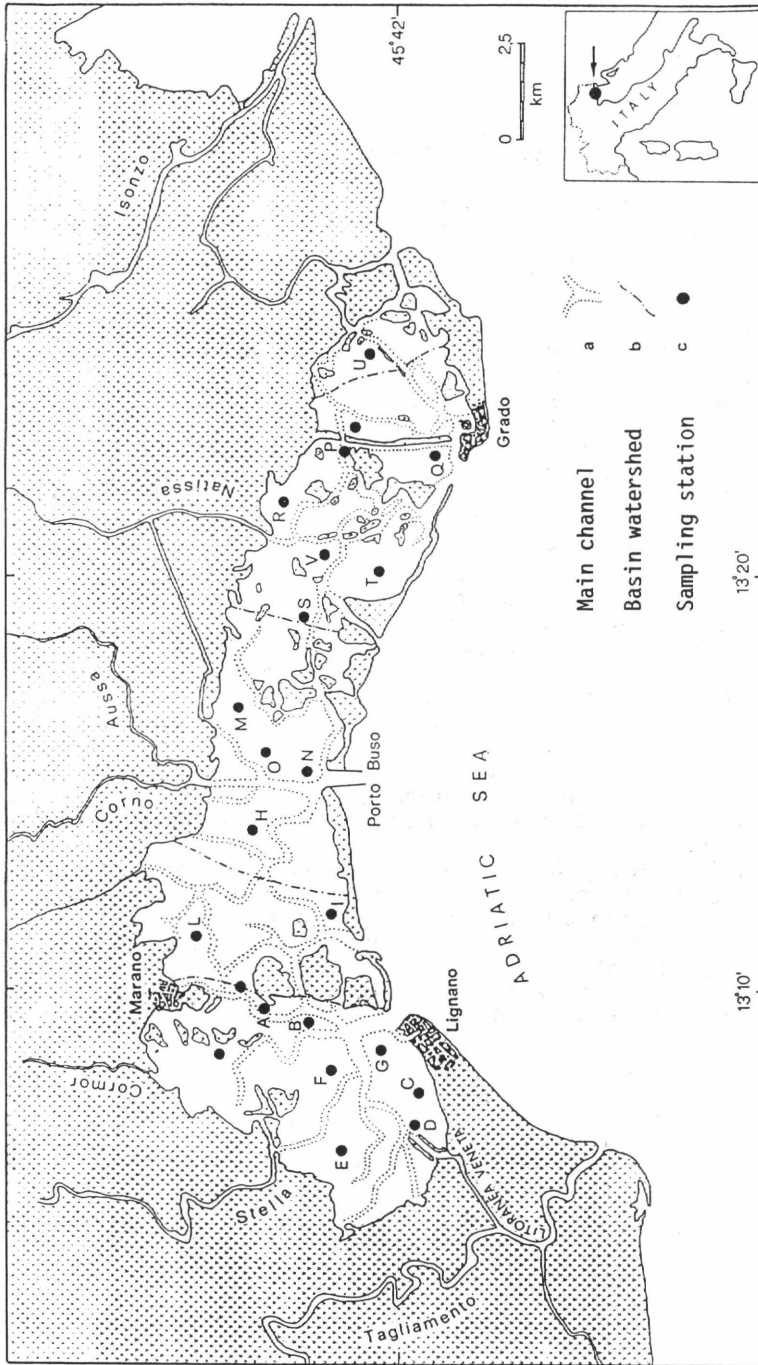 45°42'
13°10'
13°20'
Isonzo
Natissa
Aussa
Corno
Marano
Cormor
Stella
Tagliamento
LITORANEA VENETA
Lignano
Porto Buso
Grado
ADRIATIC SEA
A
B
C
D
E
F
G
H
I
L
M
N
O
P
Q
R
S
T
U
V
0 2,5
km
ITALY
Main channel a
Basin watershed b
Sampling station c